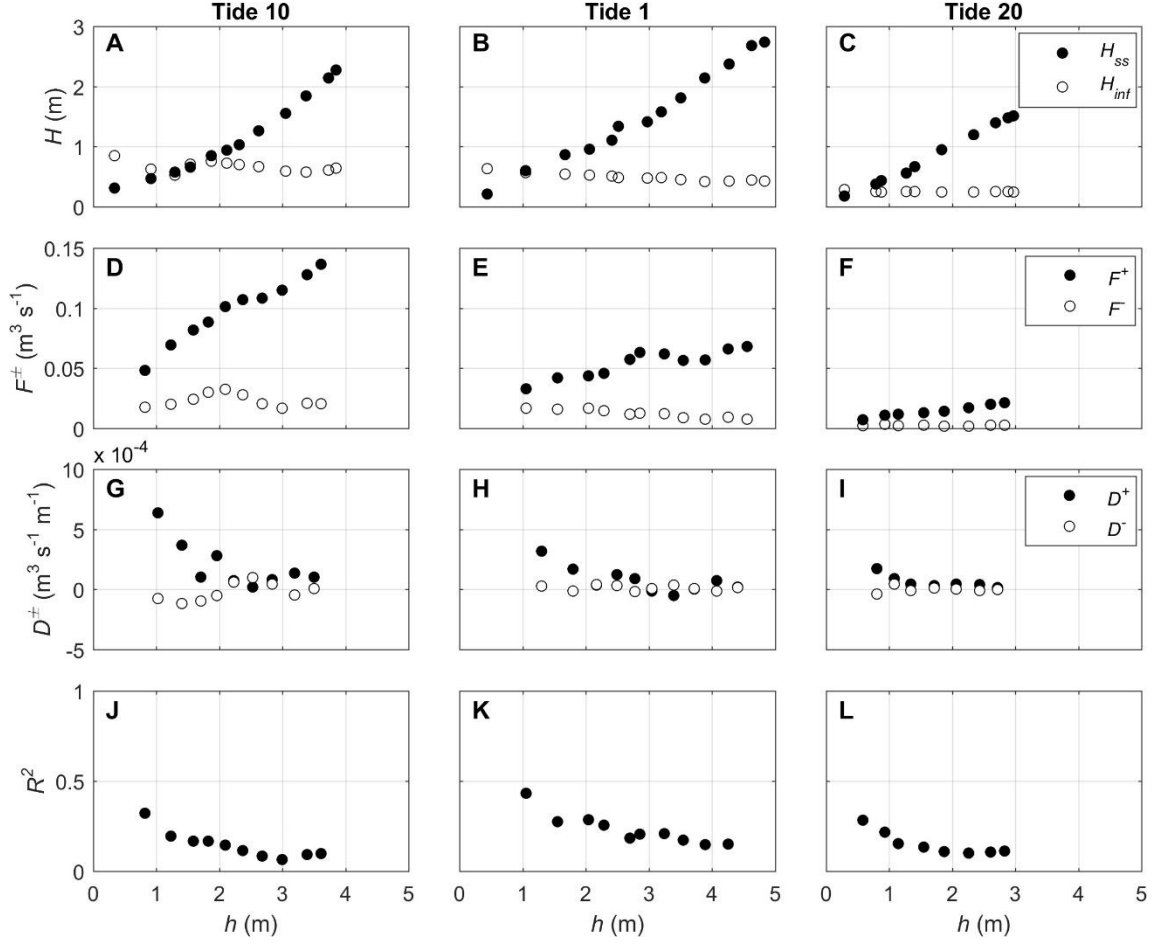 Tide 10 Tide 1 Tide 20
3
2
1
0
H (m)
A B C
H_ss
H_inf
0.15
0.1
0.05
0
F^± (m³ s⁻¹)
D E F
F⁺
F⁻
x 10⁻⁴
10
5
0
-5
D^± (m³ s⁻¹ m⁻¹)
G H I
D⁺
D⁻
1
0.5
0
R²
J K L
0 1 2 3 4 5 0 1 2 3 4 5 0 1 2 3 4 5
h (m) h (m) h (m)